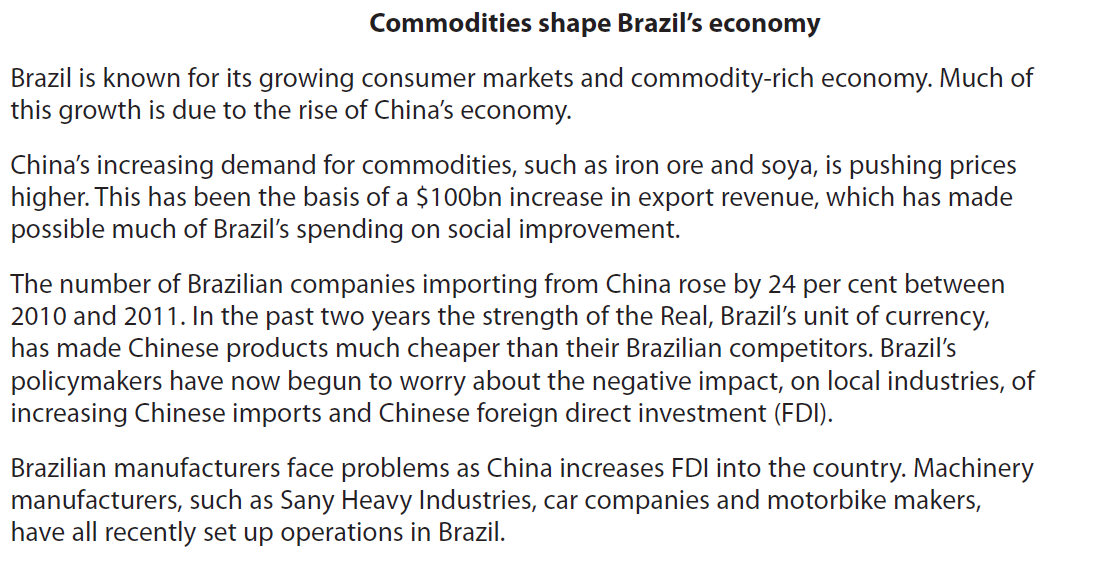 Commodities shape Brazil’s economy
Brazil is known for its growing consumer markets and commodity-rich economy. Much of
this growth is due to the rise of China’s economy.
China’s increasing demand for commodities, such as iron ore and soya, is pushing prices
higher. This has been the basis of a $100bn increase in export revenue, which has made
possible much of Brazil’s spending on social improvement.
The number of Brazilian companies importing from China rose by 24 per cent between
2010 and 2011. In the past two years the strength of the Real, Brazil’s unit of currency,
has made Chinese products much cheaper than their Brazilian competitors. Brazil’s
policymakers have now begun to worry about the negative impact, on local industries, of
increasing Chinese imports and Chinese foreign direct investment (FDI).
Brazilian manufacturers face problems as China increases FDI into the country. Machinery
manufacturers, such as Sany Heavy Industries, car companies and motorbike makers,
have all recently set up operations in Brazil.